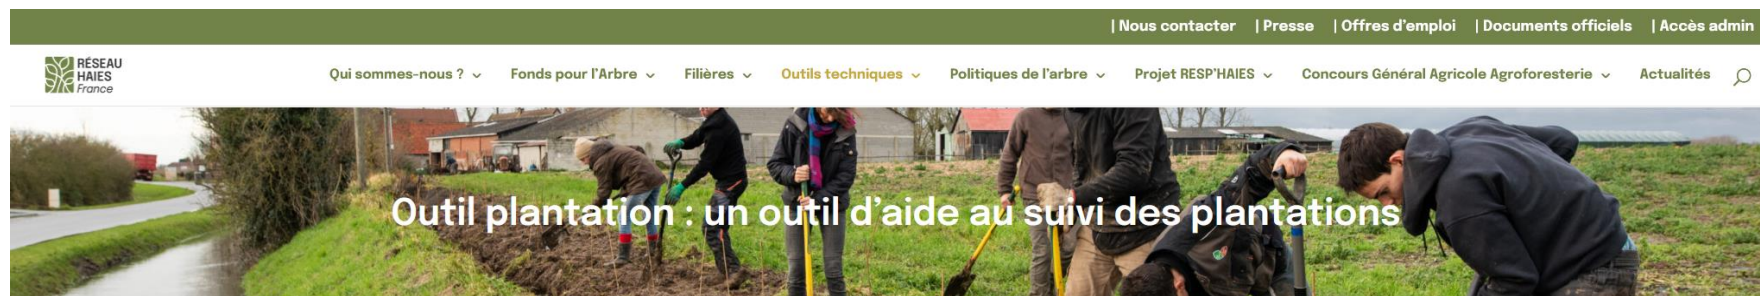 | Nous contacter | Presse | Offres d'emploi | Documents officiels | Accès admin
RÉSEAU
HAIES
France
Qui sommes-nous ? Fonds pour l'Arbre Filières Outils techniques Politiques de l'arbre Projet RESP'HAIES Concours Général Agricole Agroforesterie Actualités
Outil plantation : un outil d'aide au suivi des plantations